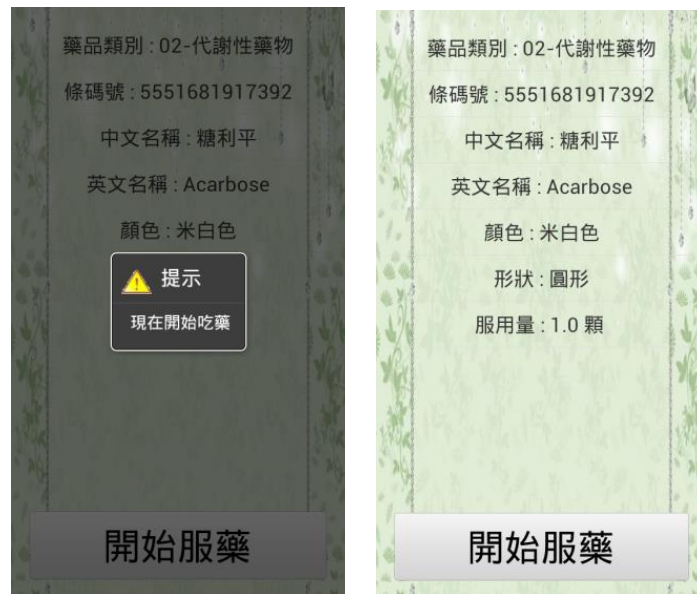 藥品類別 : 02-代謝性藥物
條碼號 : 5551681917392
中文名稱 : 糖利平
英文名稱 : Acarbose
顏色 : 米白色
提示
現在開始吃藥
開始服藥
藥品類別 : 02-代謝性藥物
條碼號 : 5551681917392
中文名稱 : 糖利平
英文名稱 : Acarbose
顏色 : 米白色
形狀 : 圓形
服用量 : 1.0 顆
開始服藥